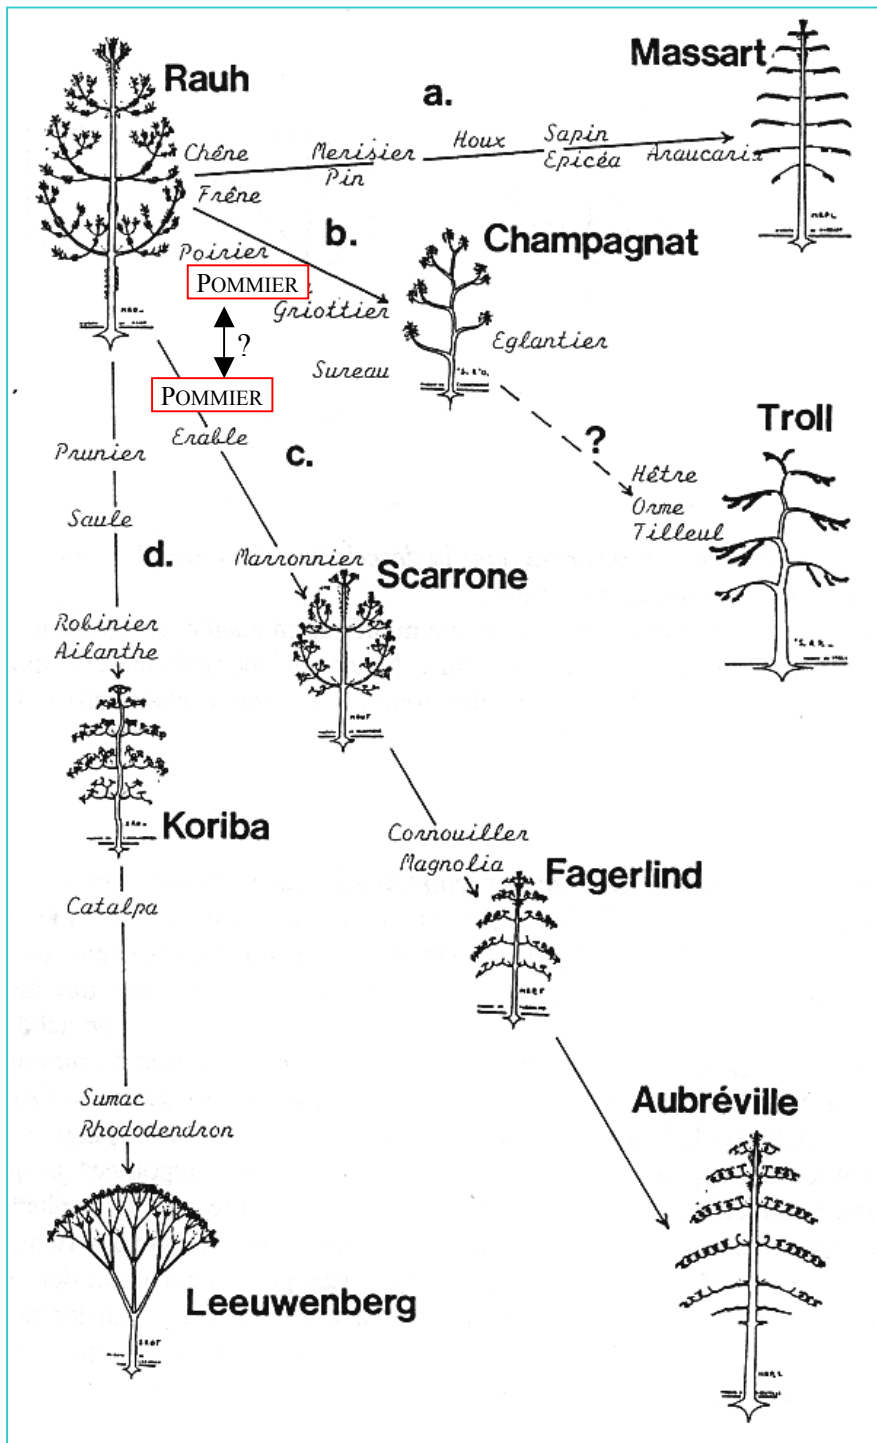 Rauh
Massart
a.
Chêne
Merisier
Houx
Sapin
Pin
Epicéa
Araucaria
Frêne
b.
Champagnat
Poirier
POMMIER
Griottier
?
Eglantier
Sureau
POMMIER
Troll
Erable
?
Prunier
c.
Hêtre
Orme
Saule
Tilleul
d.
Marronnier
Scarrone
Robinier
Ailanthe
Koriba
Cornouiller
Magnolia
Fagerlind
Catalpa
Sumac
Rhododendron
Aubréville
Leeuwenberg